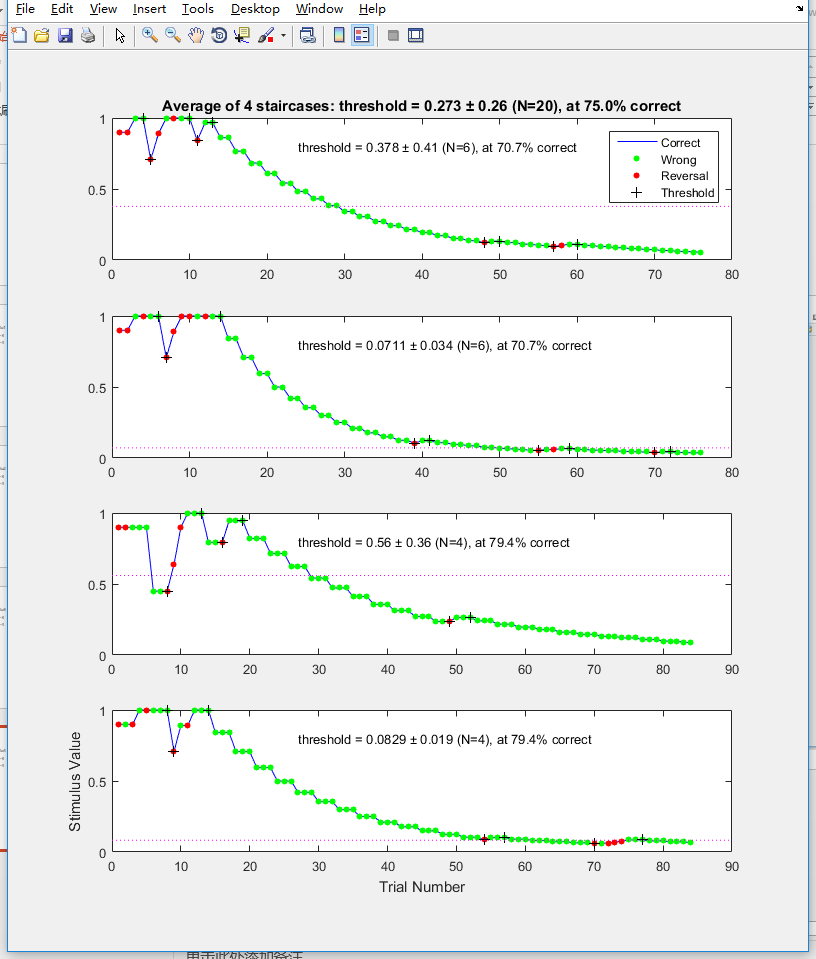 File Edit View Insert Tools Desktop Window Help
Average of 4 staircases: threshold = 0.273 ± 0.26 (N=20), at 75.0% correct
threshold = 0.378 ± 0.41 (N=6), at 70.7% correct
Correct
Wrong
Reversal
Threshold
1
0.5
0
0 10 20 30 40 50 60 70 80
threshold = 0.0711 ± 0.034 (N=6), at 70.7% correct
1
0.5
0
0 10 20 30 40 50 60 70 80
threshold = 0.56 ± 0.36 (N=4), at 79.4% correct
1
0.5
0
0 10 20 30 40 50 60 70 80 90
threshold = 0.0829 ± 0.019 (N=4), at 79.4% correct
1
0.5
0
Stimulus Value
0 10 20 30 40 50 60 70 80 90
Trial Number